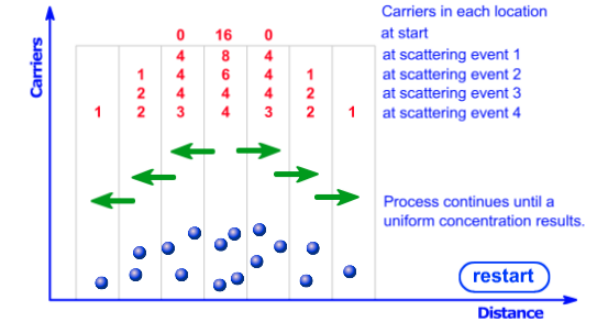 Carriers in each location
0 16 0 at start
4 8 4 at scattering event 1
1 4 6 4 1 at scattering event 2
2 4 4 4 2 at scattering event 3
1 2 3 4 3 2 1 at scattering event 4
Carriers
Process continues until a
uniform concentration results.
restart
Distance